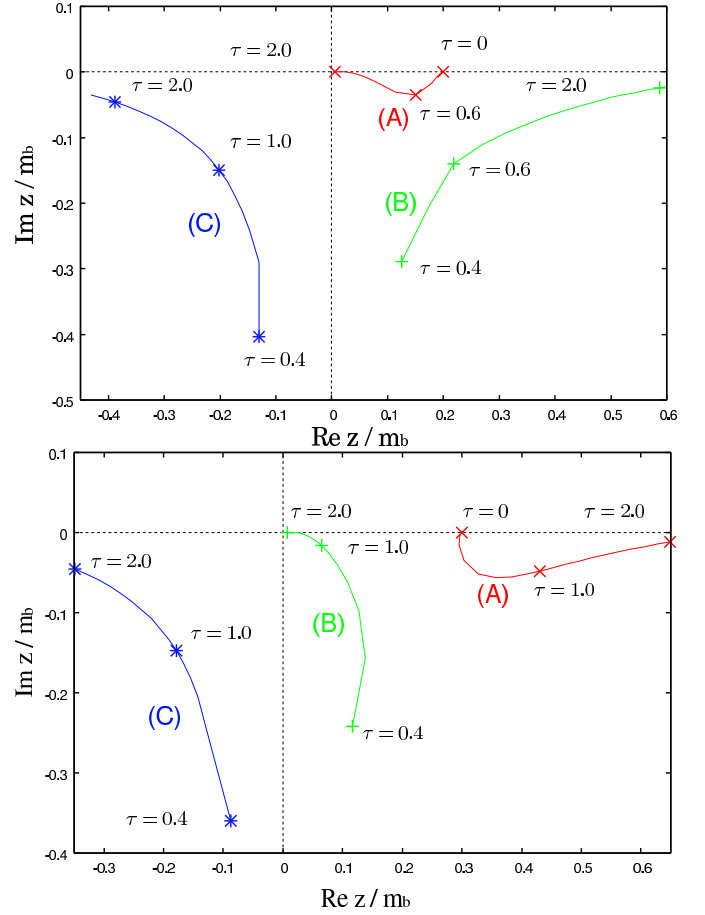 0.1
τ = 2.0 τ = 0
0
τ = 2.0 τ = 2.0
(A) τ = 0.6
-0.1
τ = 1.0 τ = 0.6
(B)
-0.2
(C)
τ = 0.4
-0.3
-0.4
τ = 0.4
-0.5
-0.4 -0.3 -0.2 -0.1 0 0.1 0.2 0.3 0.4 0.5 0.6
Im z / mb
Re z / mb
0.1
τ = 2.0 τ = 0 τ = 2.0
0
τ = 2.0 τ = 1.0
(A) τ = 1.0
-0.1
τ = 1.0 (B)
-0.2
(C)
τ = 0.4
-0.3
τ = 0.4
-0.4
-0.3 -0.2 -0.1 0 0.1 0.2 0.3 0.4 0.5 0.6
Im z / mb
Re z / mb